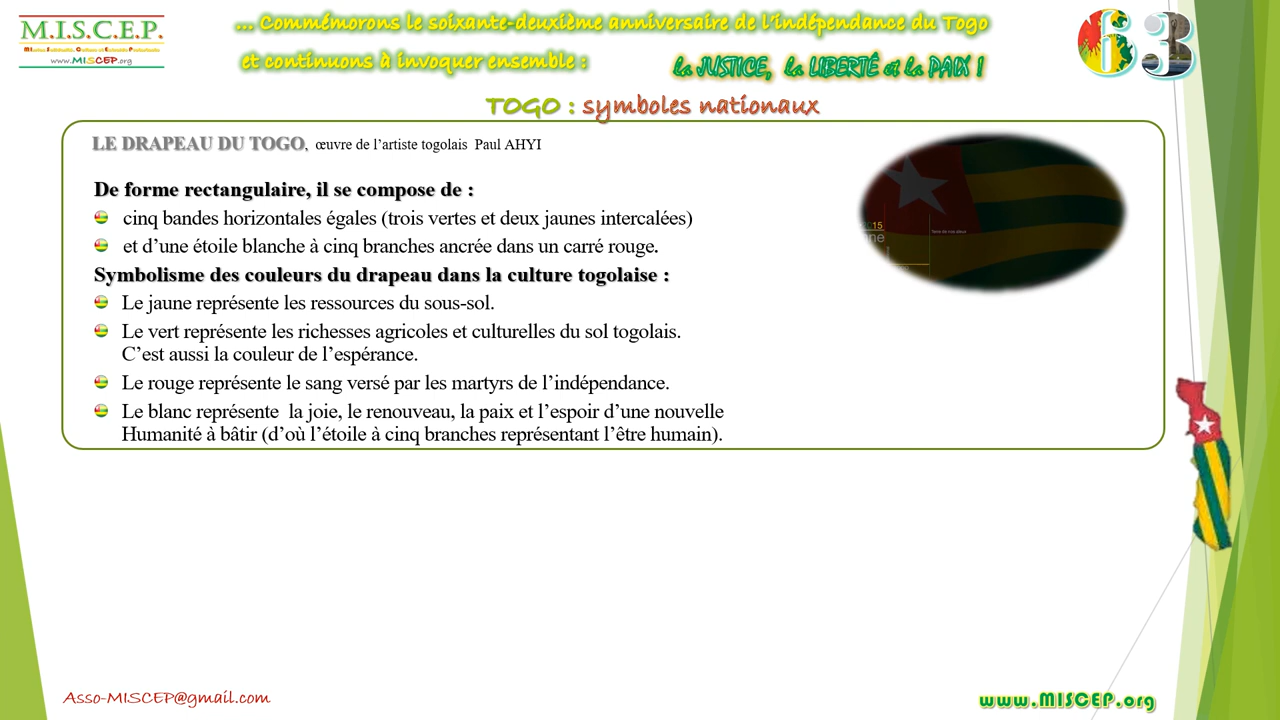 M.I.S.C.E.P.
www.MISCEP.org
... Commémorons le soixante-deuxième anniversaire de l'indépendance du Togo
et continuons à invoquer ensemble :
la JUSTICE, la LIBERTÉ et la PAIX !
63
TOGO : symboles nationaux
LE DRAPEAU DU TOGO, œuvre de l'artiste togolais Paul AHYI
De forme rectangulaire, il se compose de :
cinq bandes horizontales égales (trois vertes et deux jaunes intercalées)
et d'une étoile blanche à cinq branches ancrée dans un carré rouge.
Symbolisme des couleurs du drapeau dans la culture togolaise :
Le jaune représente les ressources du sous-sol.
Le vert représente les richesses agricoles et culturelles du sol togolais.
C'est aussi la couleur de l'espérance.
Le rouge représente le sang versé par les martyrs de l'indépendance.
Le blanc représente la joie, le renouveau, la paix et l'espoir d'une nouvelle
Humanité à bâtir (d'où l'étoile à cinq branches représentant l'être humain).
15
Terre de nos aïeux
Asso-MISCEP@gmail.com
www.MISCEP.org